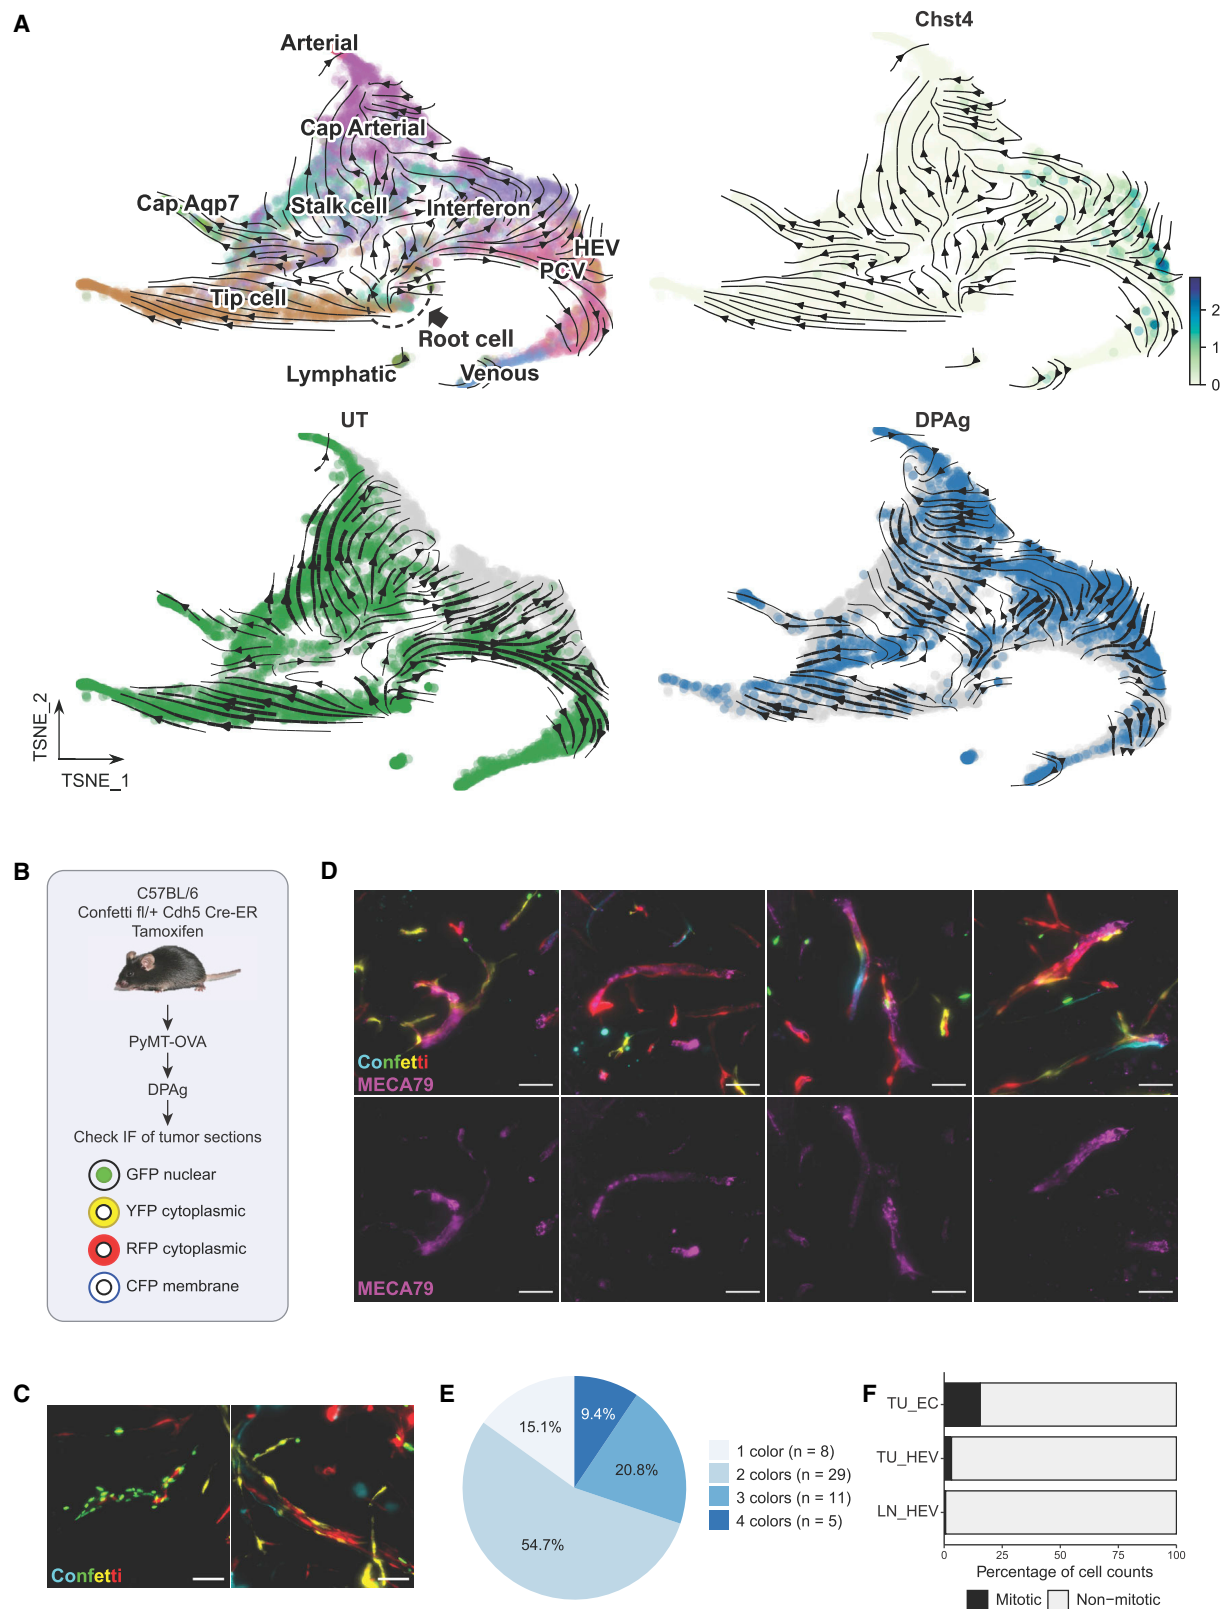 A
Arterial
Cap Arterial
Cap Aqp7
Stalk cell
Interferon
HEV
PCV
Tip cell
Root cell
Lymphatic
Venous
Chst4
2
1
0
UT
DPAg
TSNE_2
TSNE_1
B
C57BL/6
Confetti fl/+ Cdh5 Cre-ER
Tamoxifen
PyMT-OVA
DPAg
Check IF of tumor sections
GFP nuclear
YFP cytoplasmic
RFP cytoplasmic
CFP membrane
D
Confetti
MECA79
MECA79
C
Confetti
E
9.4%
15.1%
20.8%
54.7%
1 color (n = 8)
2 colors (n = 29)
3 colors (n = 11)
4 colors (n = 5)
F
TU_EC
TU_HEV
LN_HEV
0 25 50 75 100
Percentage of cell counts
Mitotic Non−mitotic